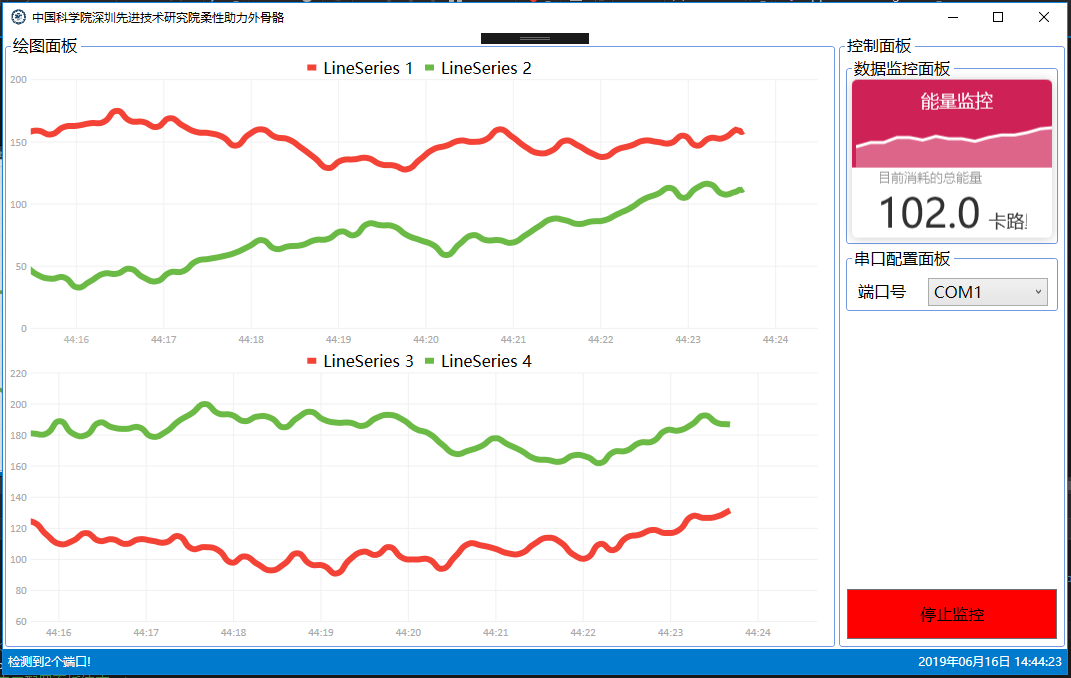 中国科学院深圳先进技术研究院柔性助力外骨骼
绘图面板
LineSeries 1 LineSeries 2
200
150
100
50
0
44:16 44:17 44:18 44:19 44:20 44:21 44:22 44:23 44:24
LineSeries 3 LineSeries 4
220
200
180
160
140
120
100
80
60
44:16 44:17 44:18 44:19 44:20 44:21 44:22 44:23 44:24
控制面板
数据监控面板
能量监控
目前消耗的总能量
102.0 卡路
串口配置面板
端口号 COM1
停止监控
检测到2个端口!
2019年06月16日 14:44:23